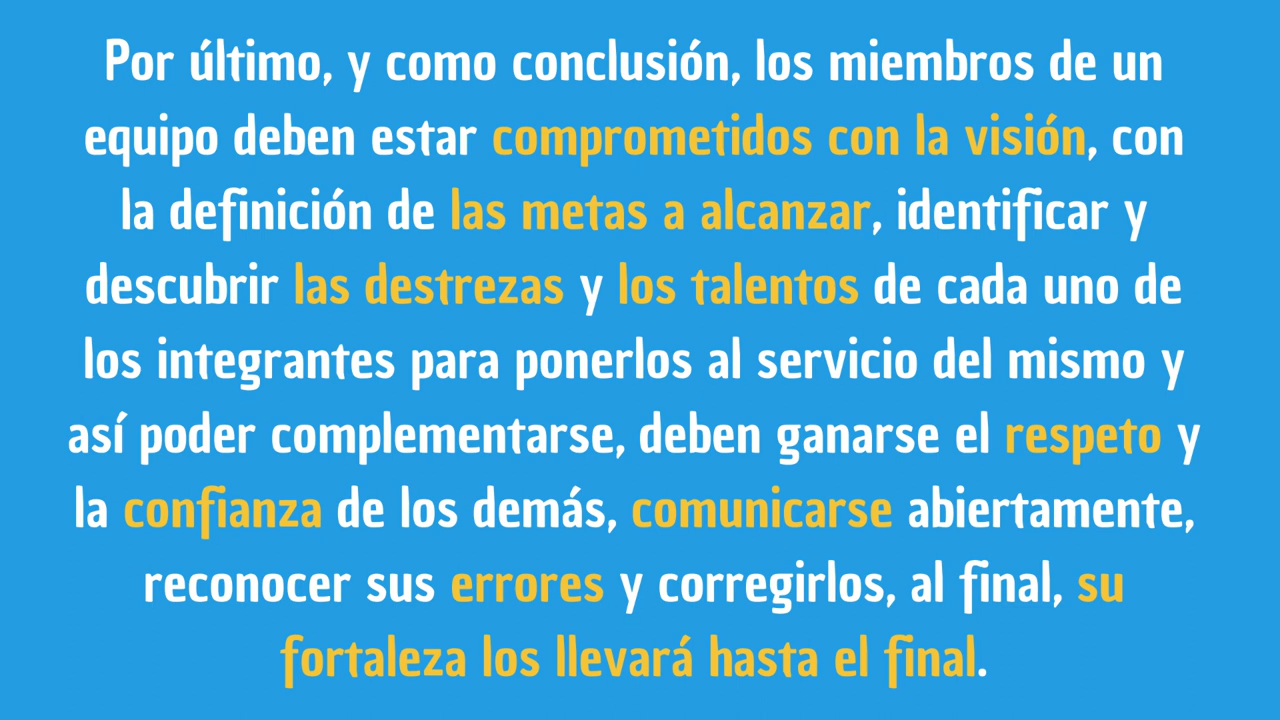 Por último, y como conclusión, los miembros de un
equipo deben estar comprometidos con la visión, con
la definición de las metas a alcanzar, identificar y
descubrir las destrezas y los talentos de cada uno de
los integrantes para ponerlos al servicio del mismo y
así poder complementarse, deben ganarse el respeto y
la confianza de los demás, comunicarse abiertamente,
reconocer sus errores y corregirlos, al final, su
fortaleza los llevará hasta el final.